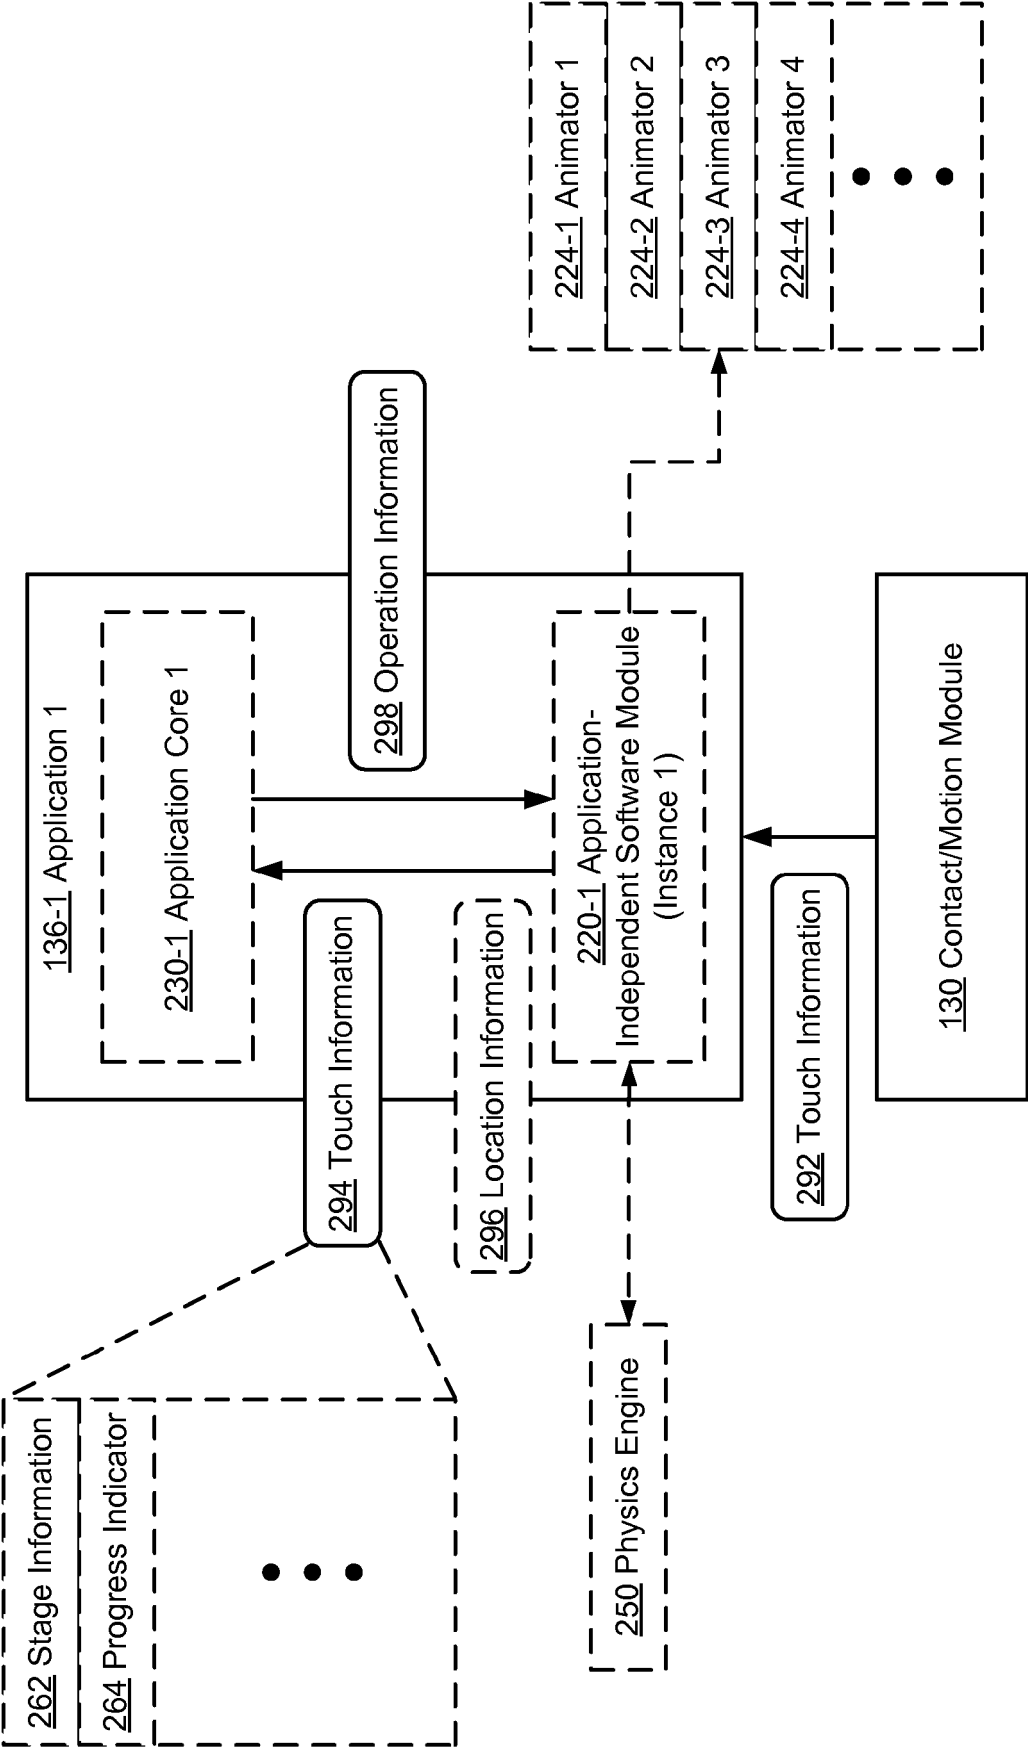 262 Stage Information
264 Progress Indicator
136-1 Application 1
230-1 Application Core 1
294 Touch Information
298 Operation Information
296 Location Information
250 Physics Engine
220-1 Application-
Independent Software Module
(Instance 1)
224-1 Animator 1
224-2 Animator 2
224-3 Animator 3
224-4 Animator 4
292 Touch Information
130 Contact/Motion Module